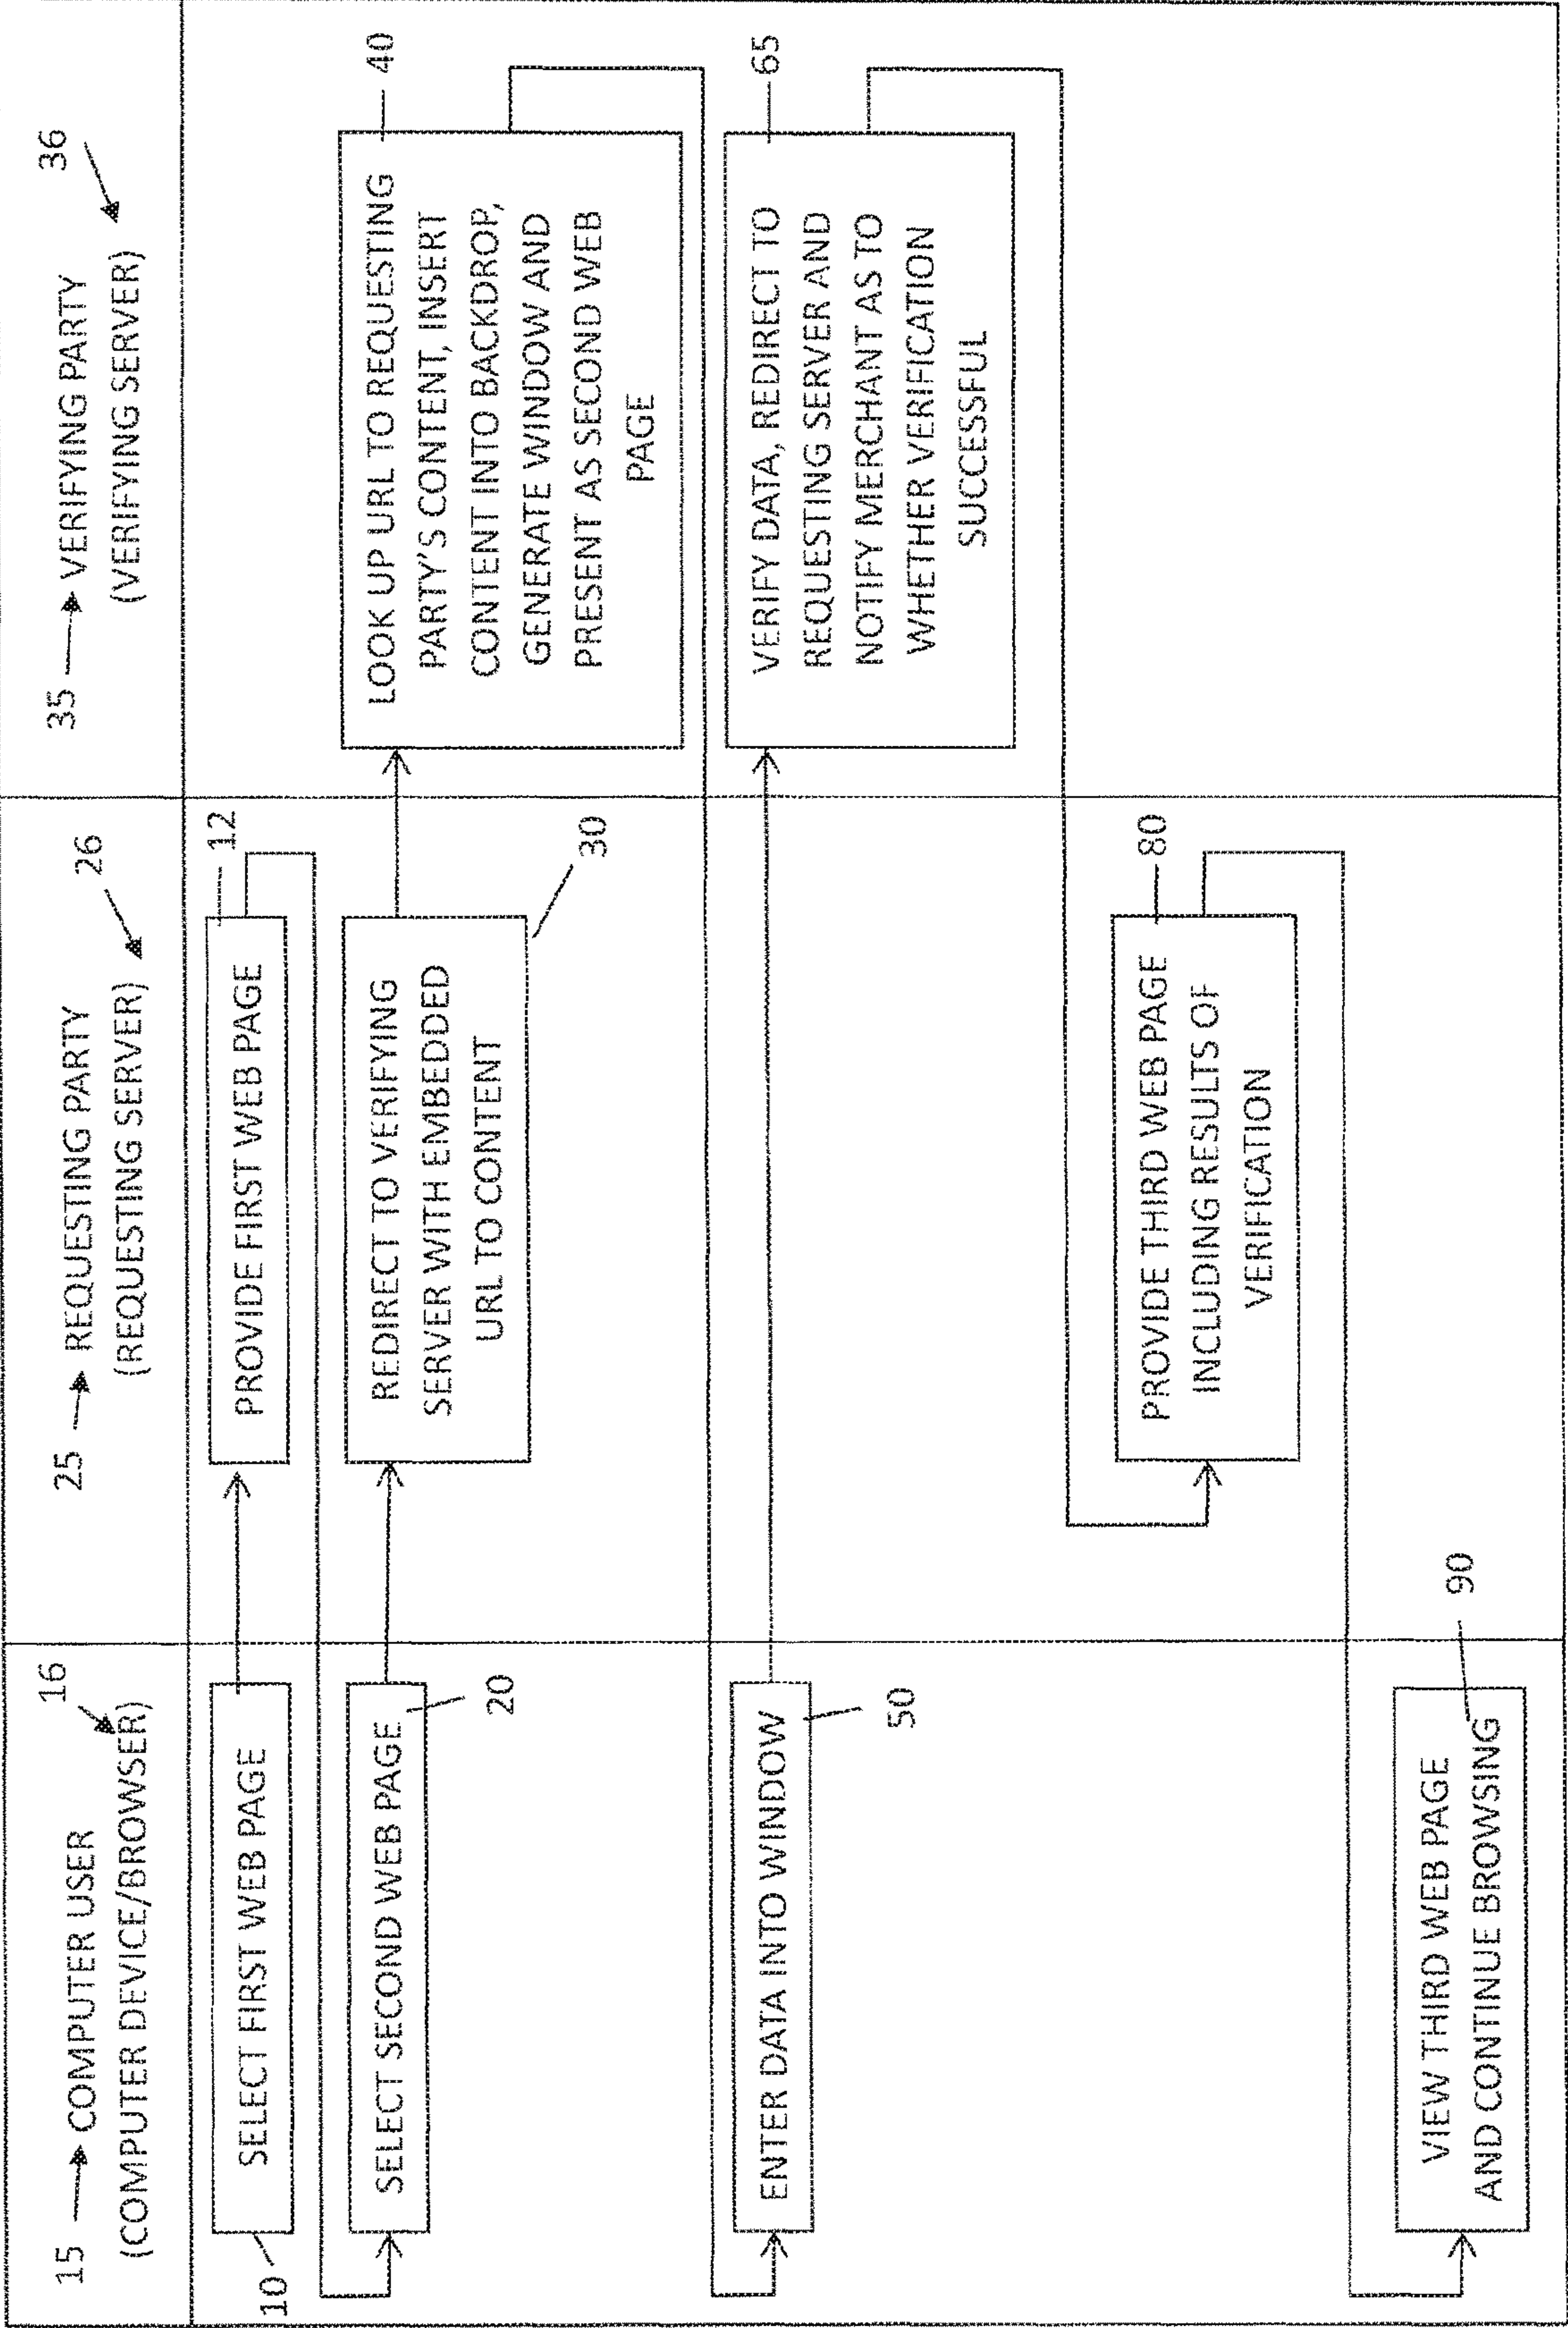 15
COMPUTER USER
(COMPUTER DEVICE/BROWSER)
16
25
REQUESTING PARTY
(REQUESTING SERVER)
26
35
VERIFYING PARTY
(VERIFYING SERVER)
36
10
SELECT FIRST WEB PAGE
PROVIDE FIRST WEB PAGE
12
SELECT SECOND WEB PAGE
20
REDIRECT TO VERIFYING
SERVER WITH EMBEDDED
URL TO CONTENT
30
LOOK UP URL TO REQUESTING
PARTY'S CONTENT, INSERT
CONTENT INTO BACKDROP,
GENERATE WINDOW AND
PRESENT AS SECOND WEB
PAGE
40
ENTER DATA INTO WINDOW
50
VERIFY DATA, REDIRECT TO
REQUESTING SERVER AND
NOTIFY MERCHANT AS TO
WHETHER VERIFICATION
SUCCESSFUL
65
PROVIDE THIRD WEB PAGE
INCLUDING RESULTS OF
VERIFICATION
80
VIEW THIRD WEB PAGE
AND CONTINUE BROWSING
90